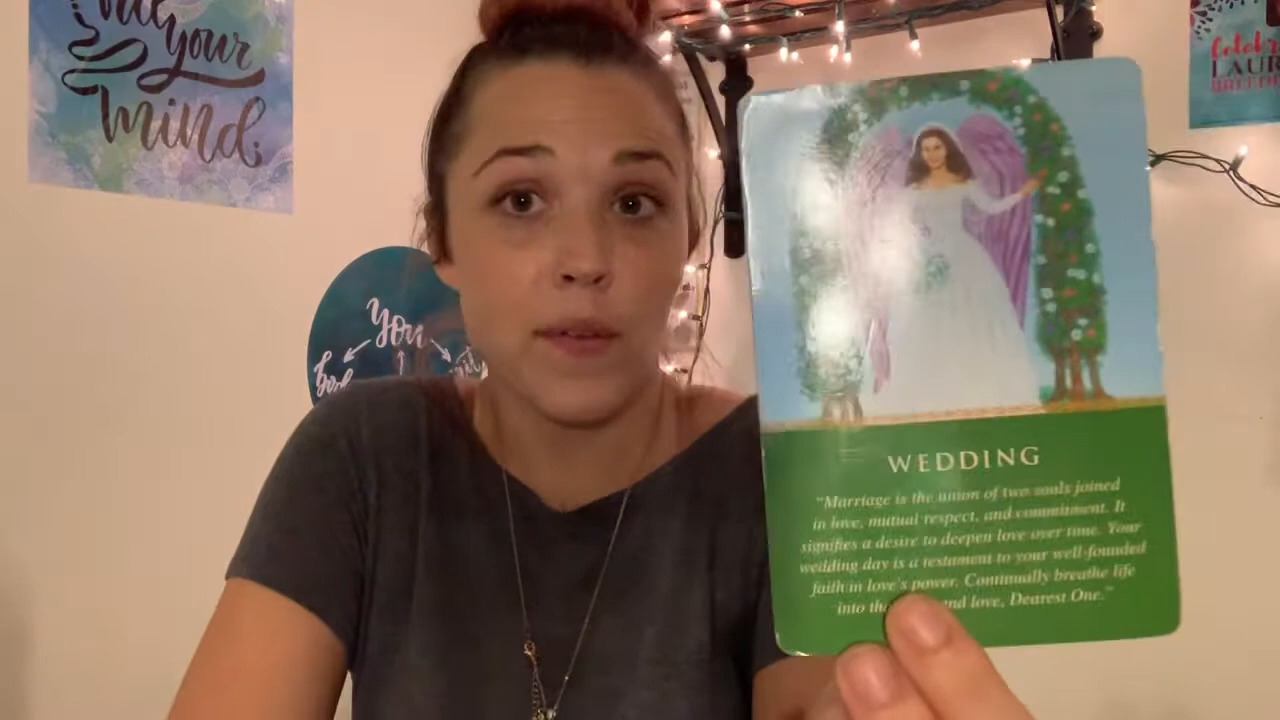 your
mind
You
WEDDING
"Marriage is the union of two souls joined
in love, mutual respect, and commitment. It
signifies a desire to deepen love over time. Your
wedding day is a testament to your well-founded
faith in love's power. Continually breathe life
into and love, Dearest One."